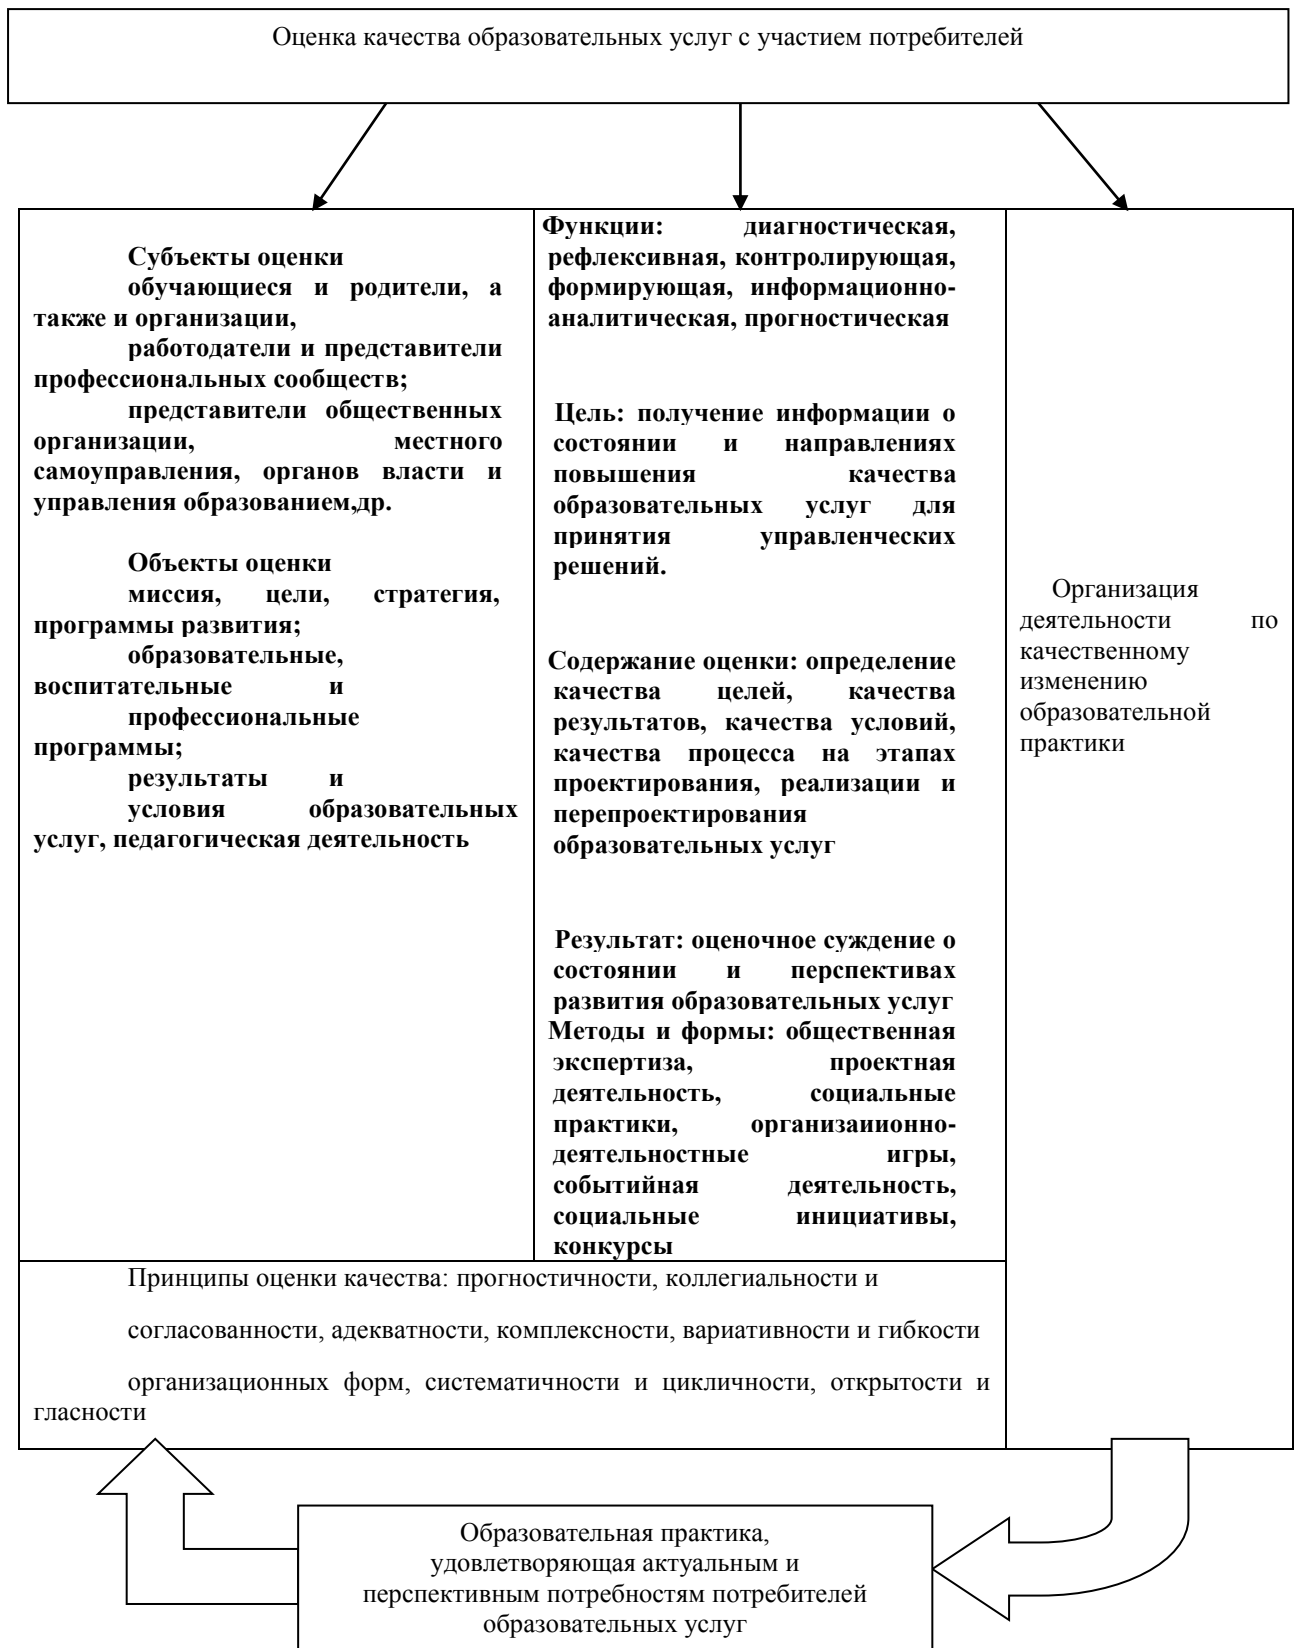 Оценка качества образовательных услуг с участием потребителей
Субъекты оценки
обучающиеся и родители, а
также и организации,
работодатели и представители
профессиональных сообществ;
представители общественных
организации, местного
самоуправления, органов власти и
управления образованием,др.
Объекты оценки
миссия, цели, стратегия,
программы развития;
образовательные,
воспитательные и
профессиональные
программы;
результаты и
условия образовательных
услуг, педагогическая деятельность
Функции: диагностическая,
рефлексивная, контролирующая,
формирующая, информационно-
аналитическая, прогностическая
Цель: получение информации о
состоянии и направлениях
повышения качества
образовательных услуг для
принятия управленческих
решений.
Содержание оценки: определение
качества целей, качества
результатов, качества условий,
качества процесса на этапах
проектирования, реализации и
перепроектирования
образовательных услуг
Результат: оценочное суждение о
состоянии и перспективах
развития образовательных услуг
Методы и формы: общественная
экспертиза, проектная
деятельность, социальные
практики, организаиионно-
деятельностные игры,
событийная деятельность,
социальные инициативы,
конкурсы
Организация
деятельности по
качественному
изменению
образовательной
практики
Принципы оценки качества: прогностичности, коллегиальности и
согласованности, адекватности, комплексности, вариативности и гибкости
организационных форм, систематичности и цикличности, открытости и
гласности
Образовательная практика,
удовлетворяющая актуальным и
перспективным потребностям потребителей
образовательных услуг